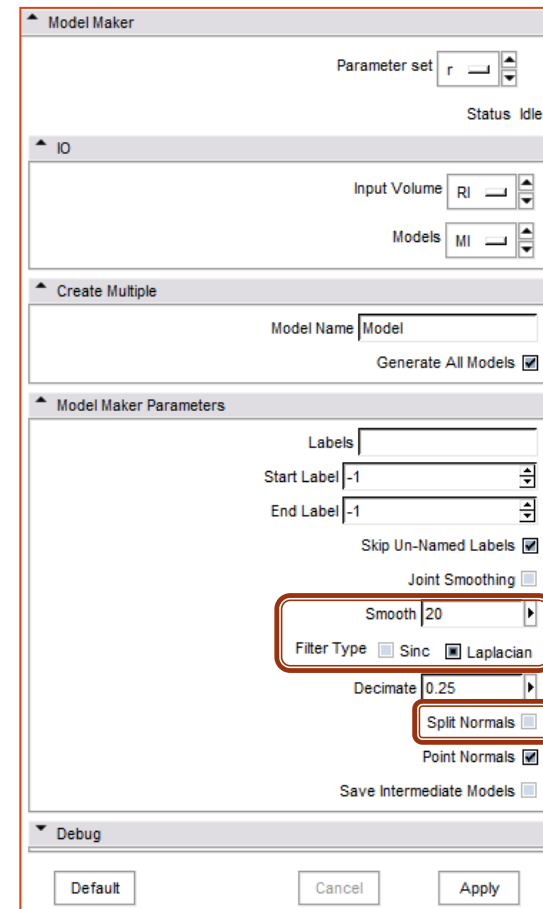 Model Maker
Parameter set r
Status Idle
IO
Input Volume RI
Models MI
Create Multiple
Model Name Model
Generate All Models
Model Maker Parameters
Labels
Start Label -1
End Label -1
Skip Un-Named Labels
Joint Smoothing
Smooth 20
Filter Type Sinc Laplacian
Decimate 0.25
Split Normals
Point Normals
Save Intermediate Models
Debug
Default Cancel Apply